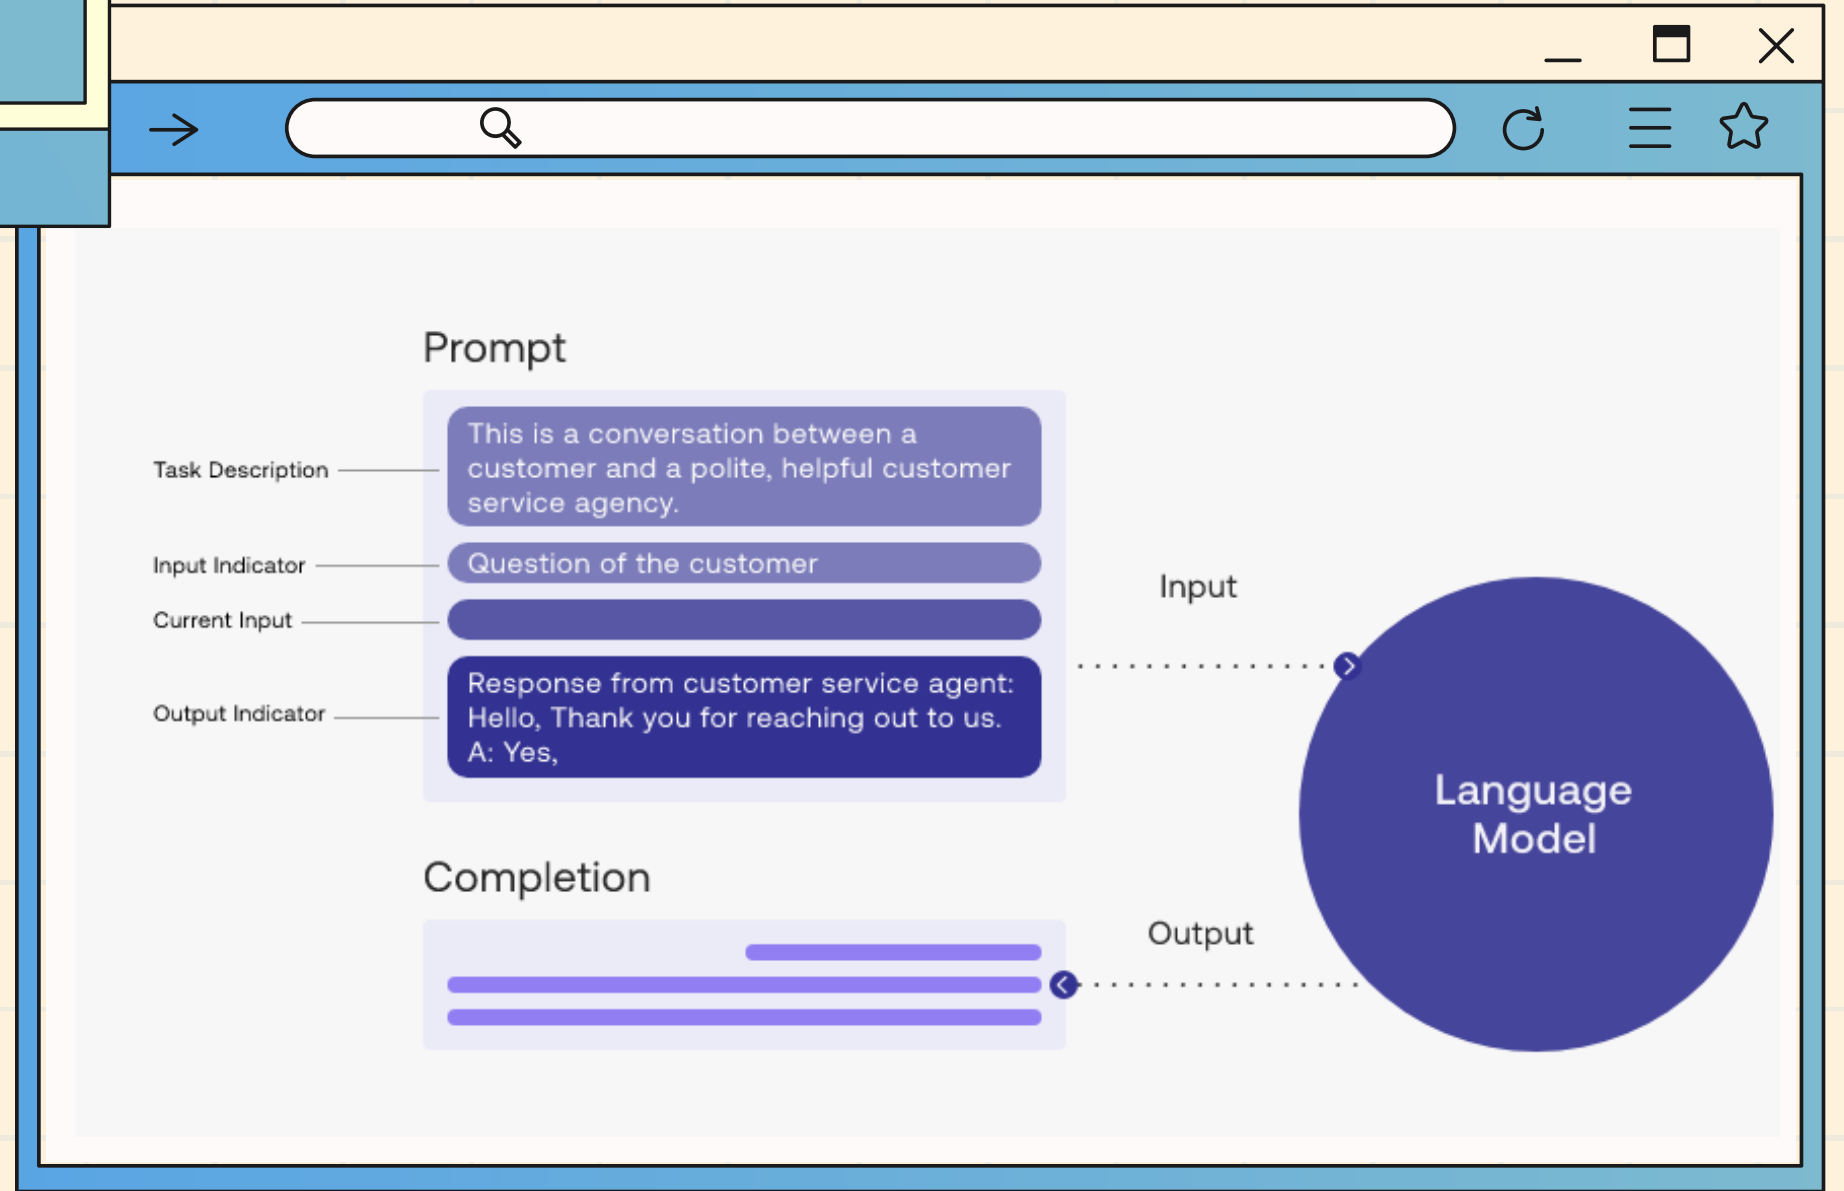 Prompt
Task Description
This is a conversation between a
customer and a polite, helpful customer
service agency.
Input Indicator
Question of the customer
Current Input
Output Indicator
Response from customer service agent:
Hello, Thank you for reaching out to us.
A: Yes,
Input
Language
Model
Completion
Output